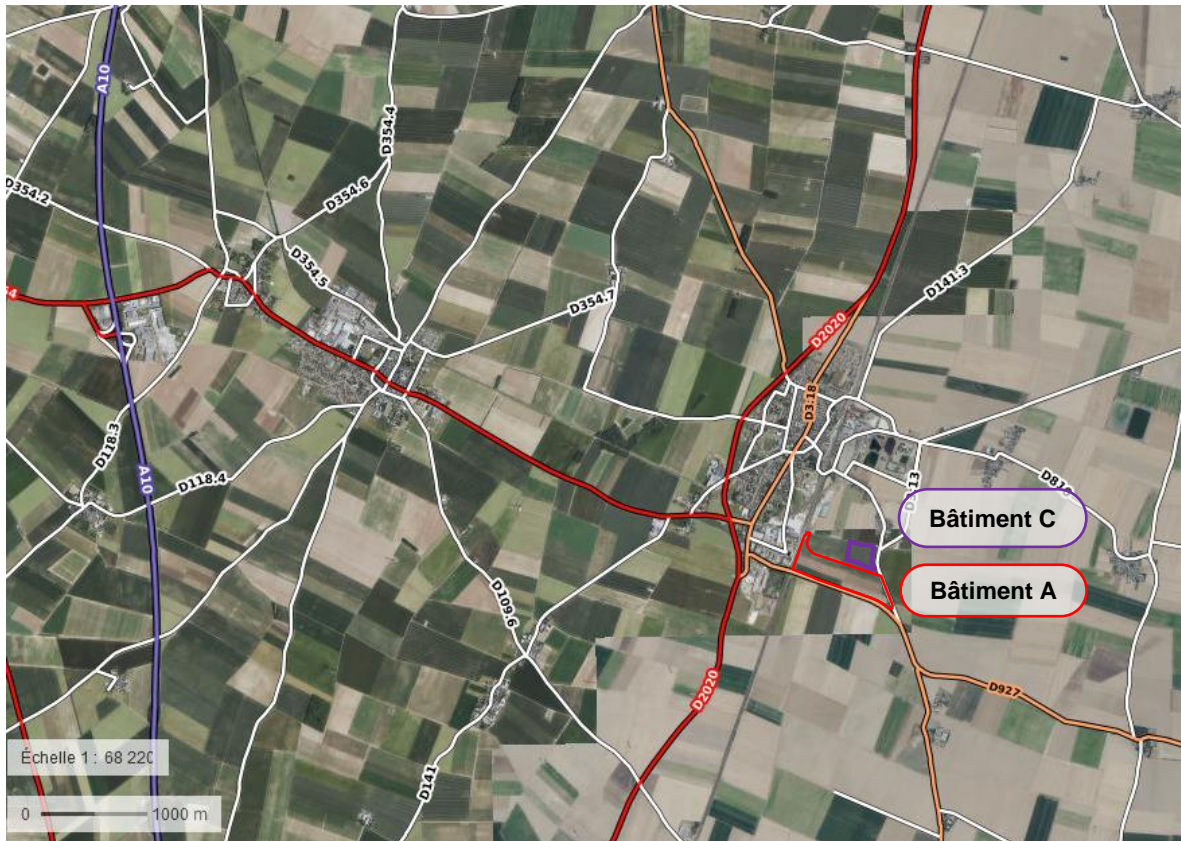 A10
D354.4
D354.6
D354.2
D354.5
D354.7
D141.3
D2020
D3.18
D118.3
A10
D118.4
Bâtiment C
Bâtiment A
D109.6
D2020
D927
D141
Échelle 1 : 68 220
0 1000 m